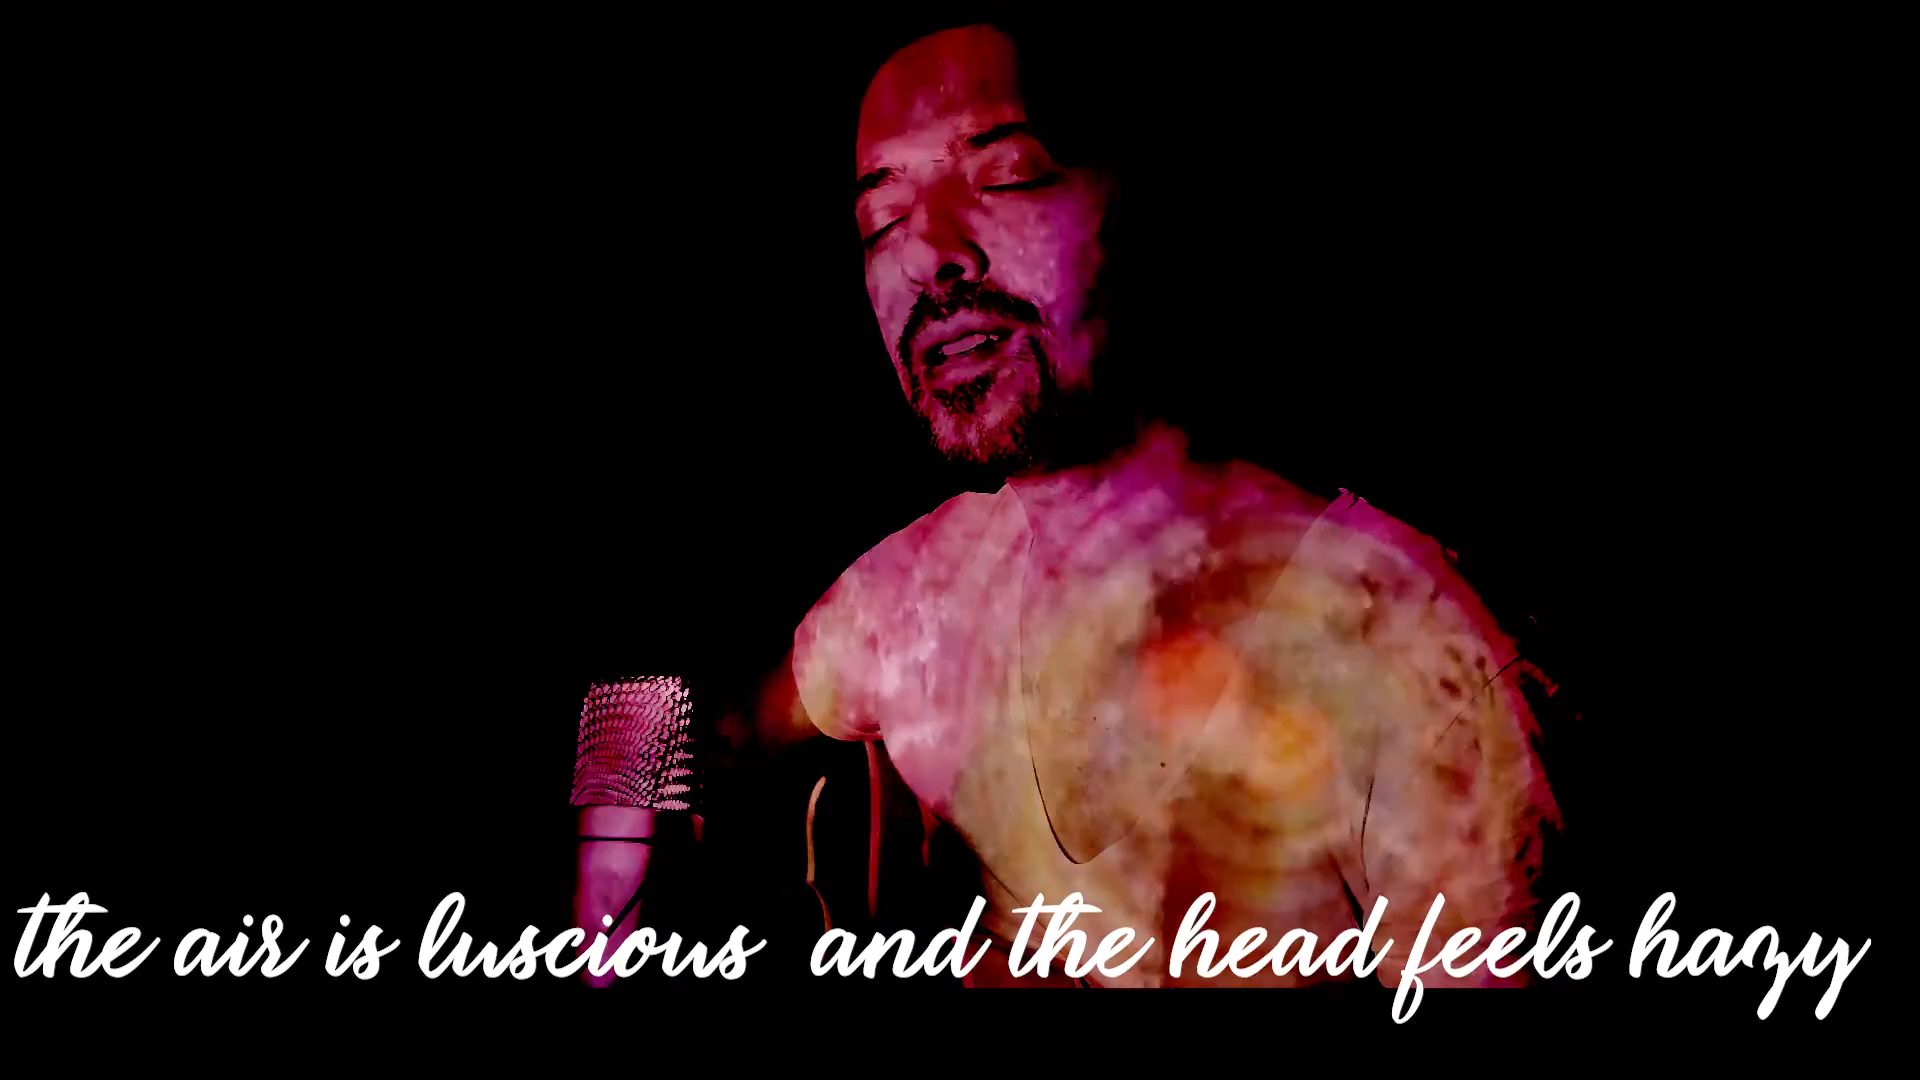 the air is luscious and the head feels hazy